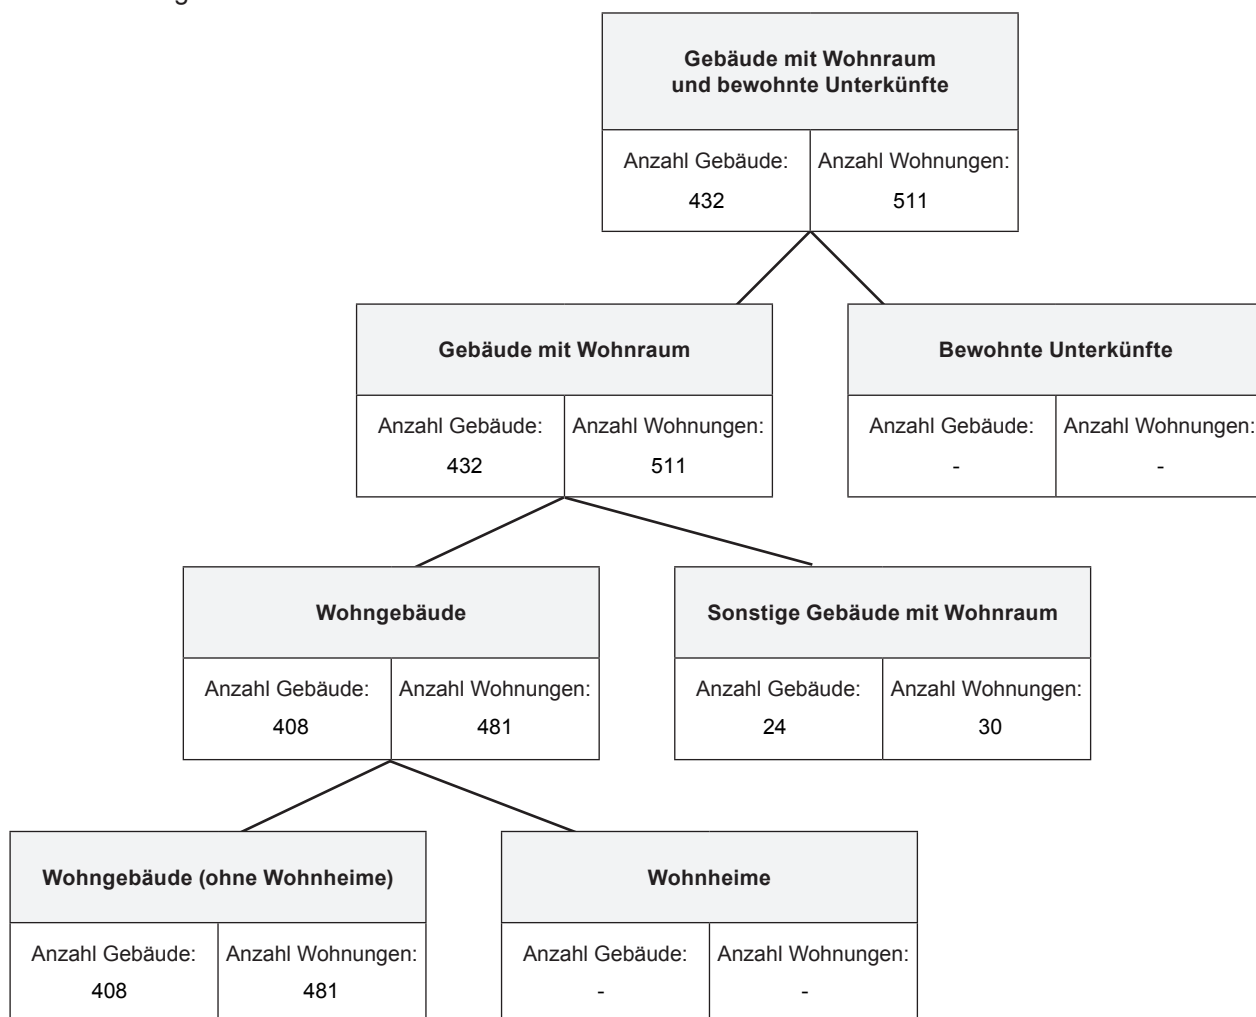 Gebäude mit Wohnraum
und bewohnte Unterkünfte
Anzahl Gebäude: Anzahl Wohnungen:
432 511
Gebäude mit Wohnraum Bewohnte Unterkünfte
Anzahl Gebäude: Anzahl Wohnungen: Anzahl Gebäude: Anzahl Wohnungen:
432 511 - -
Wohngebäude Sonstige Gebäude mit Wohnraum
Anzahl Gebäude: Anzahl Wohnungen: Anzahl Gebäude: Anzahl Wohnungen:
408 481 24 30
Wohngebäude (ohne Wohnheime) Wohnheime
Anzahl Gebäude: Anzahl Wohnungen: Anzahl Gebäude: Anzahl Wohnungen:
408 481 - -